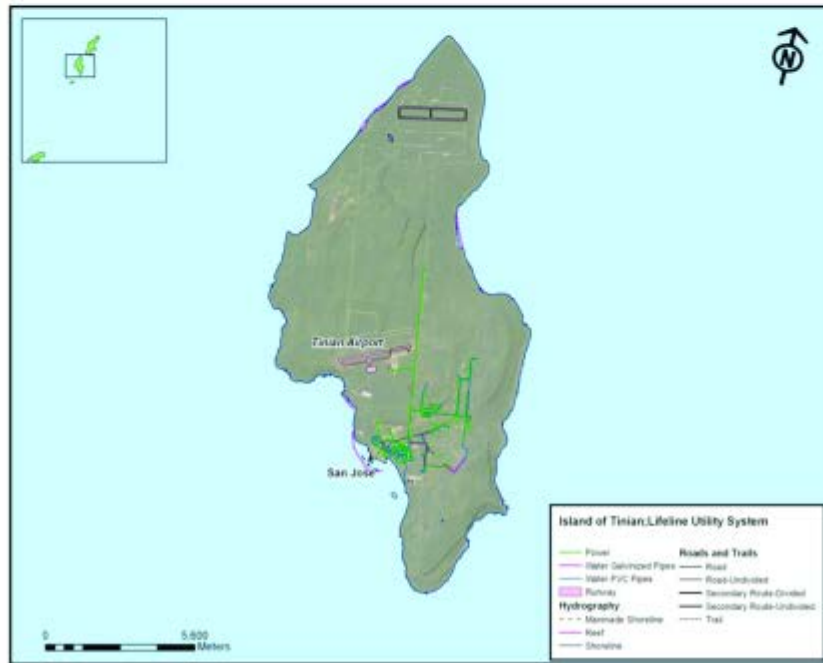 N
Tinian Airport
San Jose
Island of Tinian;Lifeline Utility System
Power
Water Galvinized Pipes
Water PVC Pipes
Runway
Hydrography
Manmade Shoreline
Reef
Shoreline
Roads and Trails
Road
Road-Undivided
Secondary Route-Divided
Secondary Route-Undivided
Trail
0 5,600
Meters